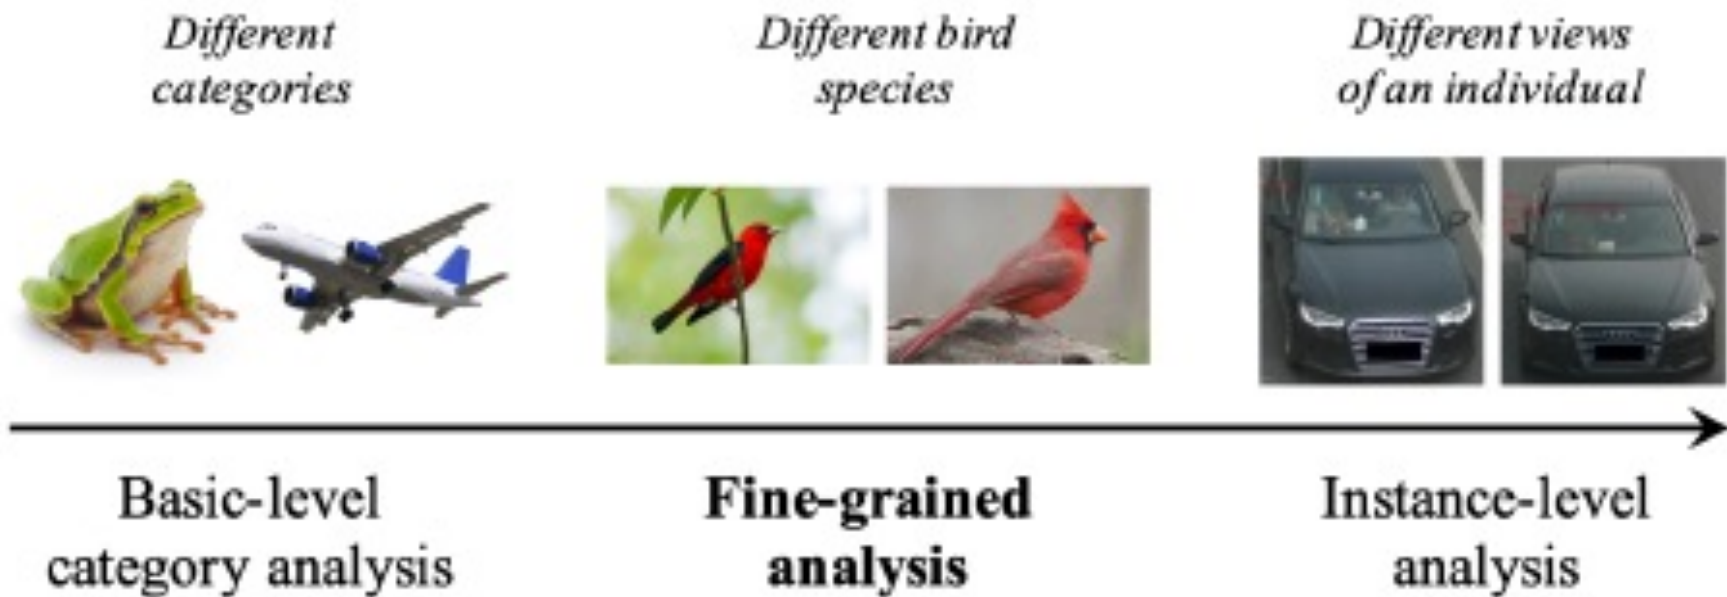 Different
categories
Different bird
species
Different views
of an individual
Basic-level
category analysis
Fine-grained
analysis
Instance-level
analysis